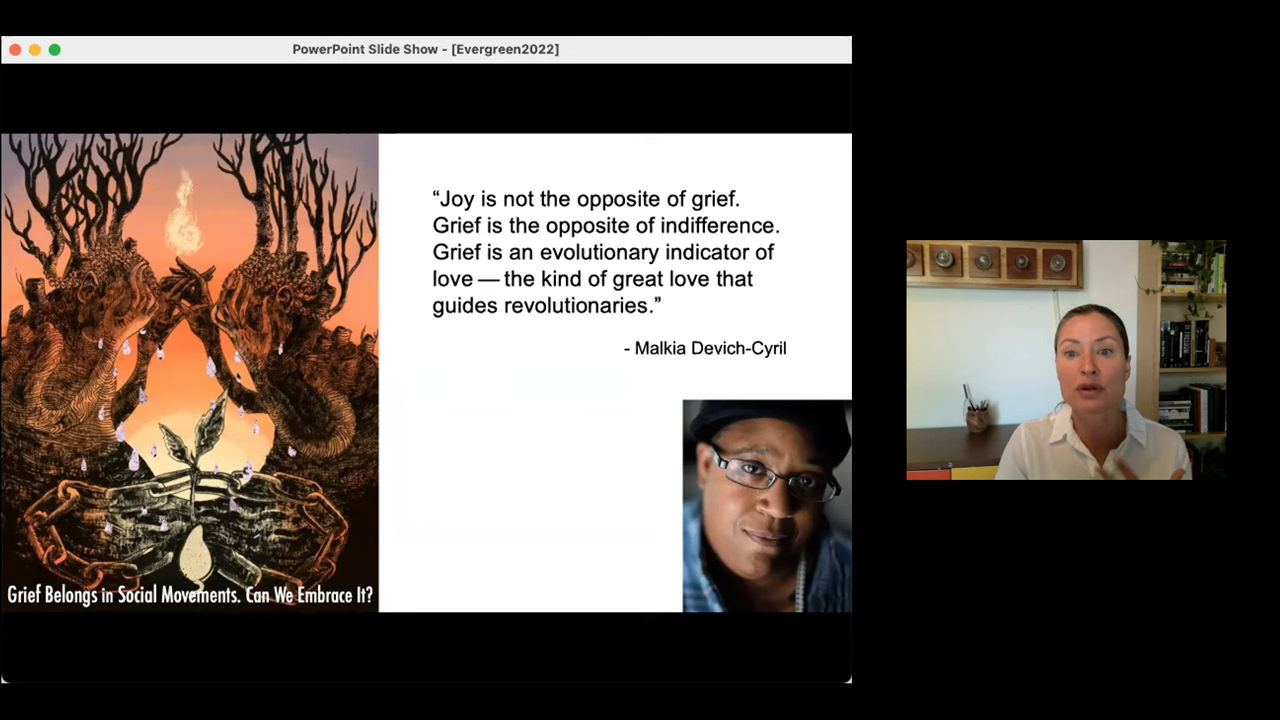 PowerPoint Slide Show - [Evergreen2022]
“Joy is not the opposite of grief.
Grief is the opposite of indifference.
Grief is an evolutionary indicator of
love — the kind of great love that
guides revolutionaries.”
- Malkia Devich-Cyril
Grief Belongs in Social Movements. Can We Embrace It?